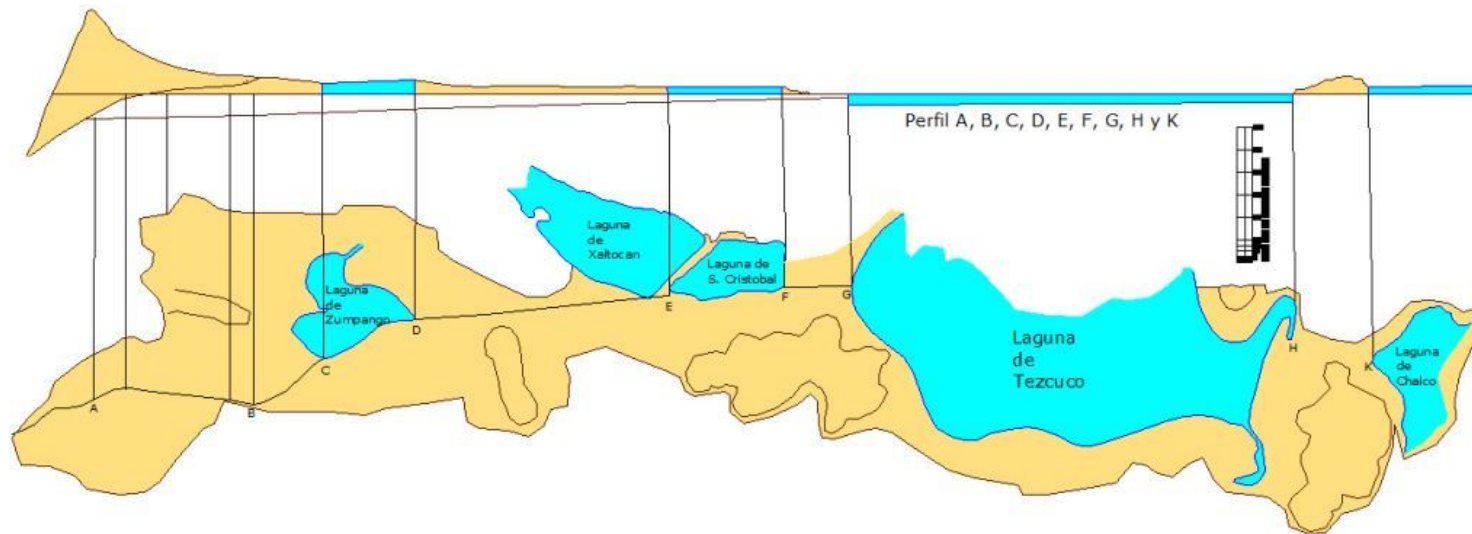 Perfil A, B, C, D, E, F, G, H y K
Laguna
de
Xaltocan
Laguna de
S. Cristobal
Laguna
de
Zumpango
Laguna
de
Tezcuco
Laguna
de
Chalco
A
B
C
D
E
F
G
H
K